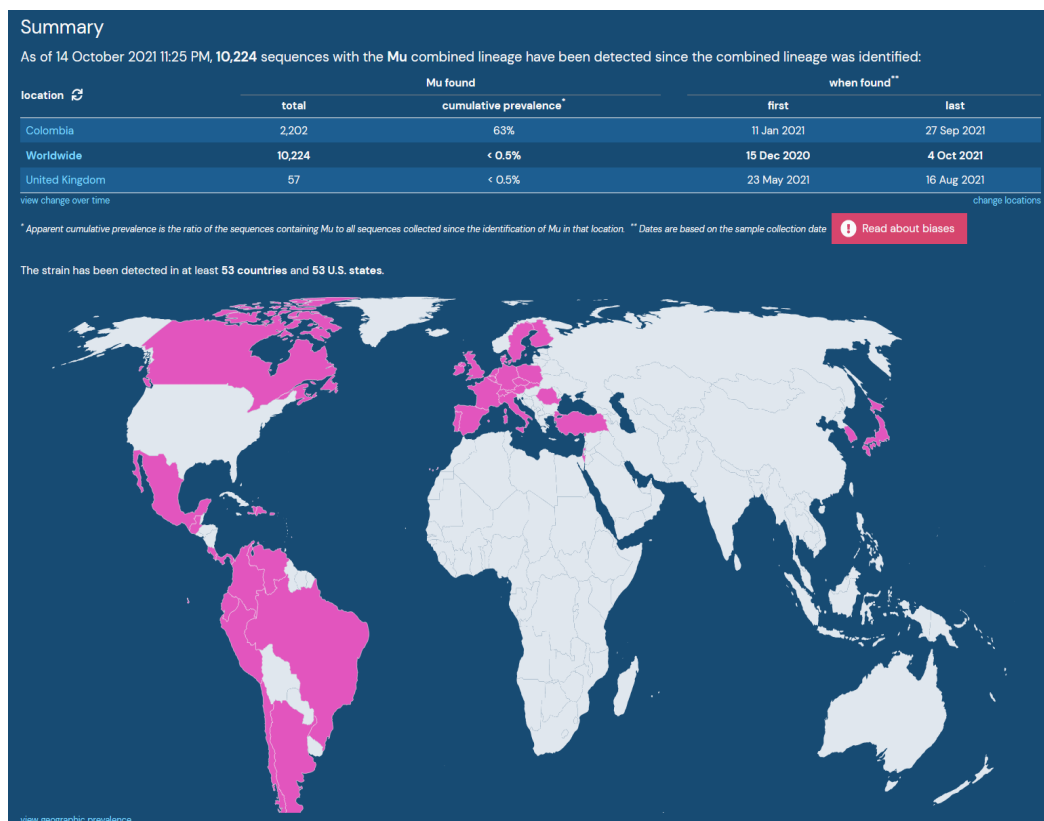 Summary
As of 14 October 2021 11:25 PM, 10,224 sequences with the Mu combined lineage have been detected since the combined lineage was identified:
location
Mu found
when found**
total
cumulative prevalence*
first
last
Colombia 2,202 63% 11 Jan 2021 27 Sep 2021
Worldwide 10,224 < 0.5% 15 Dec 2020 4 Oct 2021
United Kingdom 57 < 0.5% 23 May 2021 16 Aug 2021
view change over time
change locations
* Apparent cumulative prevalence is the ratio of the sequences containing Mu to all sequences collected since the identification of Mu in that location. ** Dates are based on the sample collection date
! Read about biases
The strain has been detected in at least 53 countries and 53 U.S. states.
view geographic prevalence